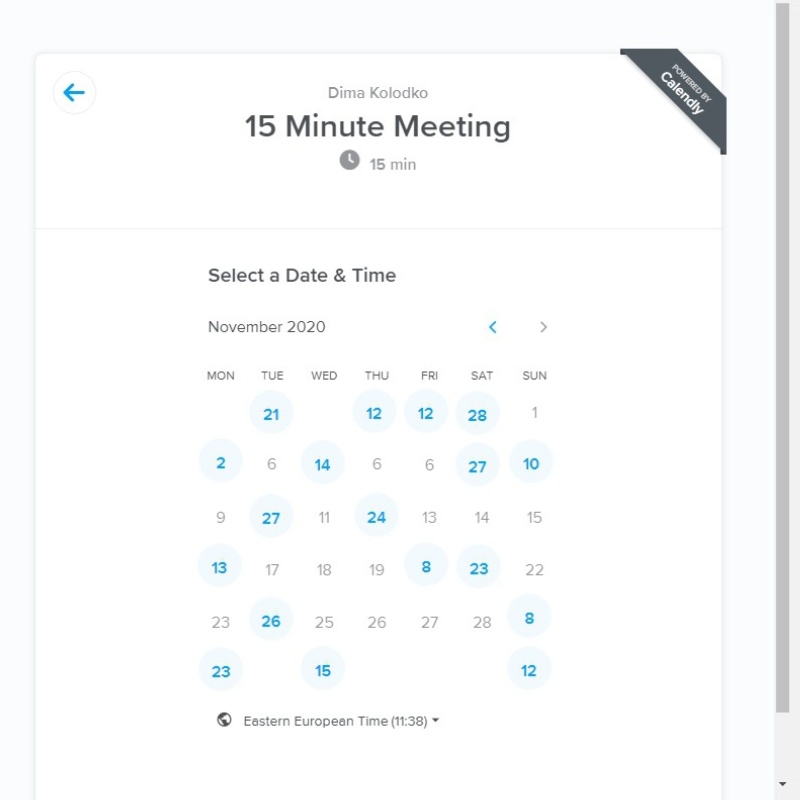 Dima Kolodko
POWERED BY
Calendly
15 Minute Meeting
15 min
Select a Date & Time
November 2020
MON TUE WED THU FRI SAT SUN
21 12 12 28 1
2 6 14 6 6 27 10
9 27 11 24 13 14 15
13 17 18 19 8 23 22
23 26 25 26 27 28 8
23 15 12
Eastern European Time (11:38)